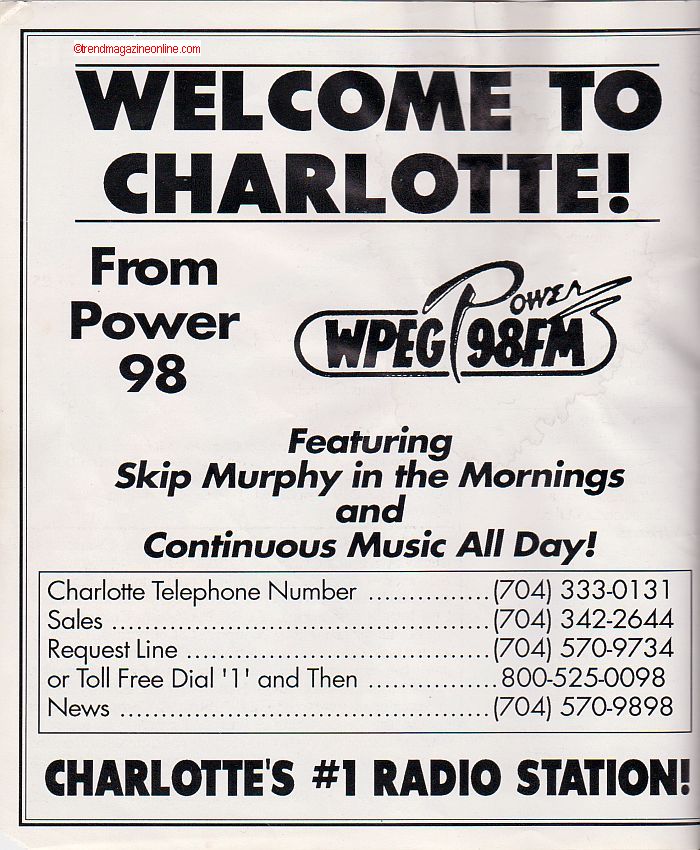 ©trendmagazineonline.com
WELCOME TO
CHARLOTTE!
From
Power
98
Power
WPEG 98FM
Featuring
Skip Murphy in the Mornings
and
Continuous Music All Day!
Charlotte Telephone Number ...............(704) 333-0131
Sales ...............................................(704) 342-2644
Request Line ......................................(704) 570-9734
or Toll Free Dial '1' and Then ................800-525-0098
News ..............................................(704) 570-9898
CHARLOTTE'S #1 RADIO STATION!